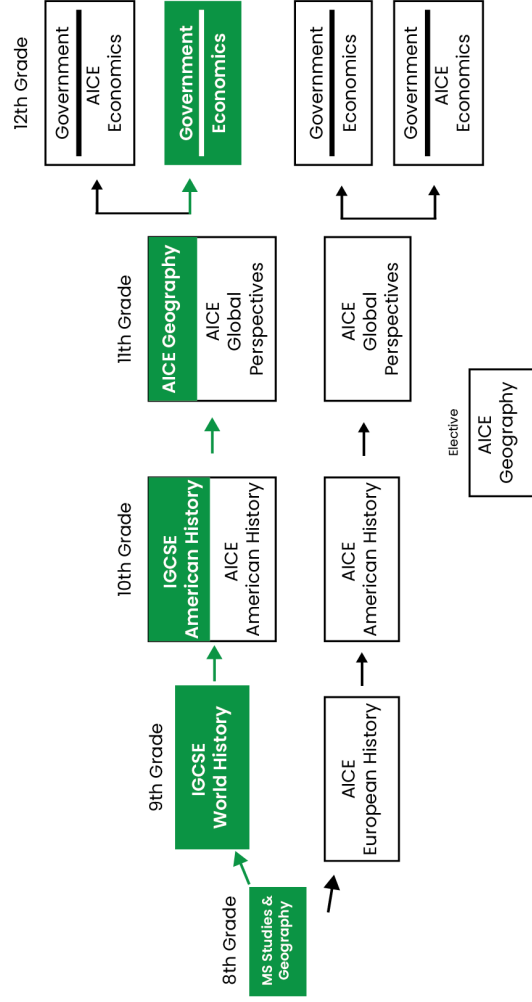 8th Grade
MS Studies &
Geography
9th Grade
IGCSE
World History
AICE
European History
10th Grade
IGCSE
American History
AICE
American History
AICE
American History
11th Grade
AICE Geography
AICE
Global
Perspectives
AICE
Global
Perspectives
Elective
AICE
Geography
12th Grade
Government
AICE
Economics
Government
Economics
Government
Economics
Government
AICE
Economics